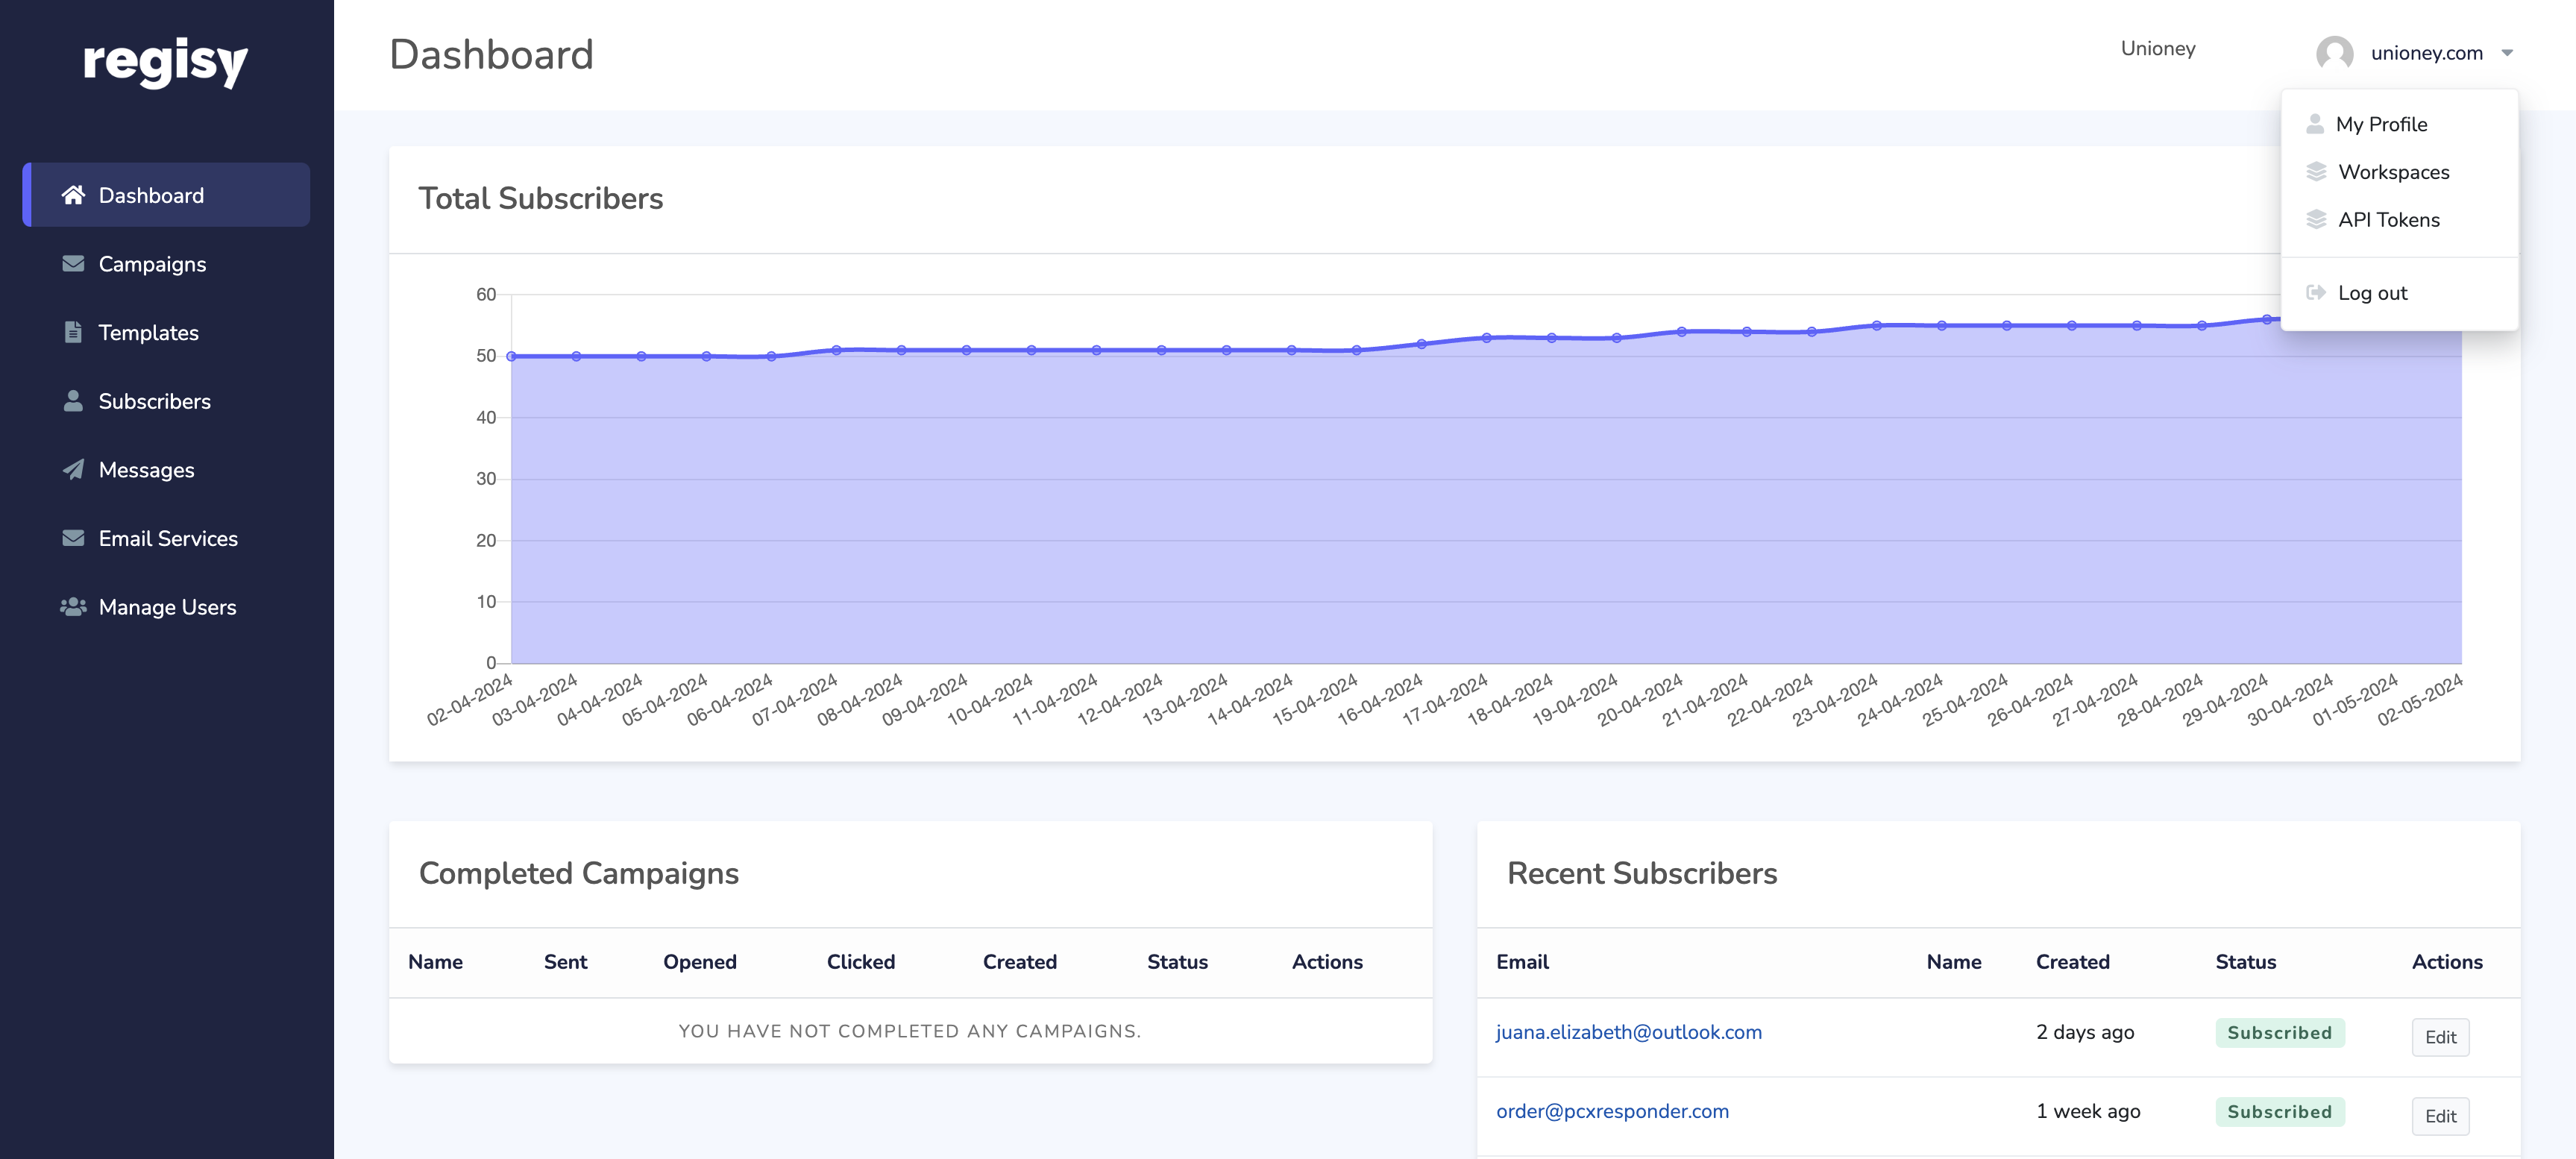 regisy
Dashboard
Campaigns
Templates
Subscribers
Messages
Email Services
Manage Users
Dashboard
Unioney
unioney.com
My Profile
Workspaces
API Tokens
Log out
Total Subscribers
60
50
40
30
20
10
0
02-04-2024 03-04-2024 04-04-2024 05-04-2024 06-04-2024 07-04-2024 08-04-2024 09-04-2024 10-04-2024 11-04-2024 12-04-2024 13-04-2024 14-04-2024 15-04-2024 16-04-2024 17-04-2024 18-04-2024 19-04-2024 20-04-2024 21-04-2024 22-04-2024 23-04-2024 24-04-2024 25-04-2024 26-04-2024 27-04-2024 28-04-2024 29-04-2024 30-04-2024 01-05-2024 02-05-2024
Completed Campaigns
Name Sent Opened Clicked Created Status Actions
YOU HAVE NOT COMPLETED ANY CAMPAIGNS.
Recent Subscribers
Email Name Created Status Actions
juana.elizabeth@outlook.com 2 days ago Subscribed Edit
order@pcxresponder.com 1 week ago Subscribed Edit